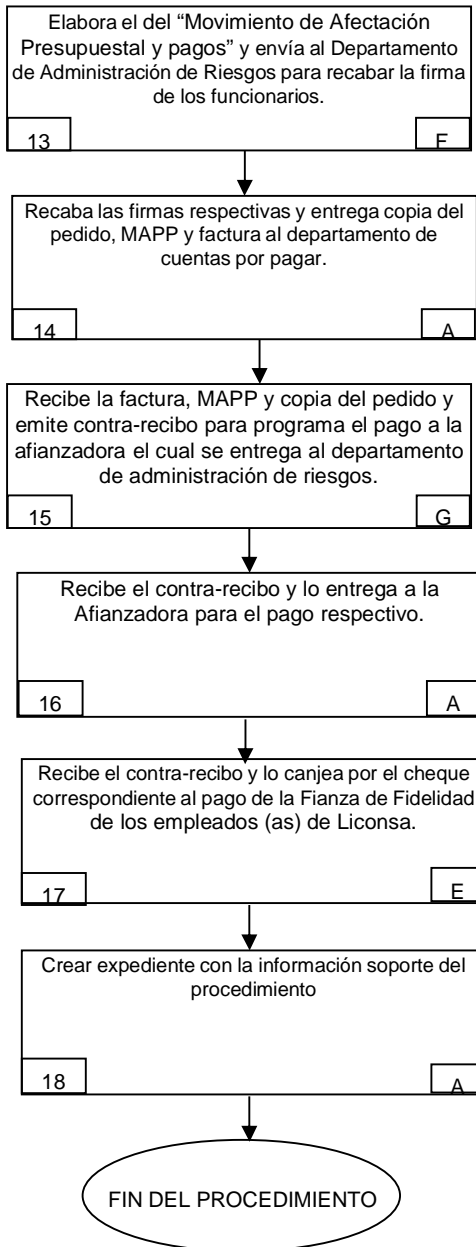 Elabora el del “Movimiento de Afectación
Presupuestal y pagos” y envía al Departamento
de Administración de Riesgos para recabar la firma
de los funcionarios.
13
F
Recaba las firmas respectivas y entrega copia del
pedido, MAPP y factura al departamento de
cuentas por pagar.
14
A
Recibe la factura, MAPP y copia del pedido y
emite contra-recibo para programa el pago a la
afianzadora el cual se entrega al departamento
de administración de riesgos.
15
G
Recibe el contra-recibo y lo entrega a la
Afianzadora para el pago respectivo.
16
A
Recibe el contra-recibo y lo canjea por el cheque
correspondiente al pago de la Fianza de Fidelidad
de los empleados (as) de Liconsa.
17
E
Crear expediente con la información soporte del
procedimiento
18
A
FIN DEL PROCEDIMIENTO